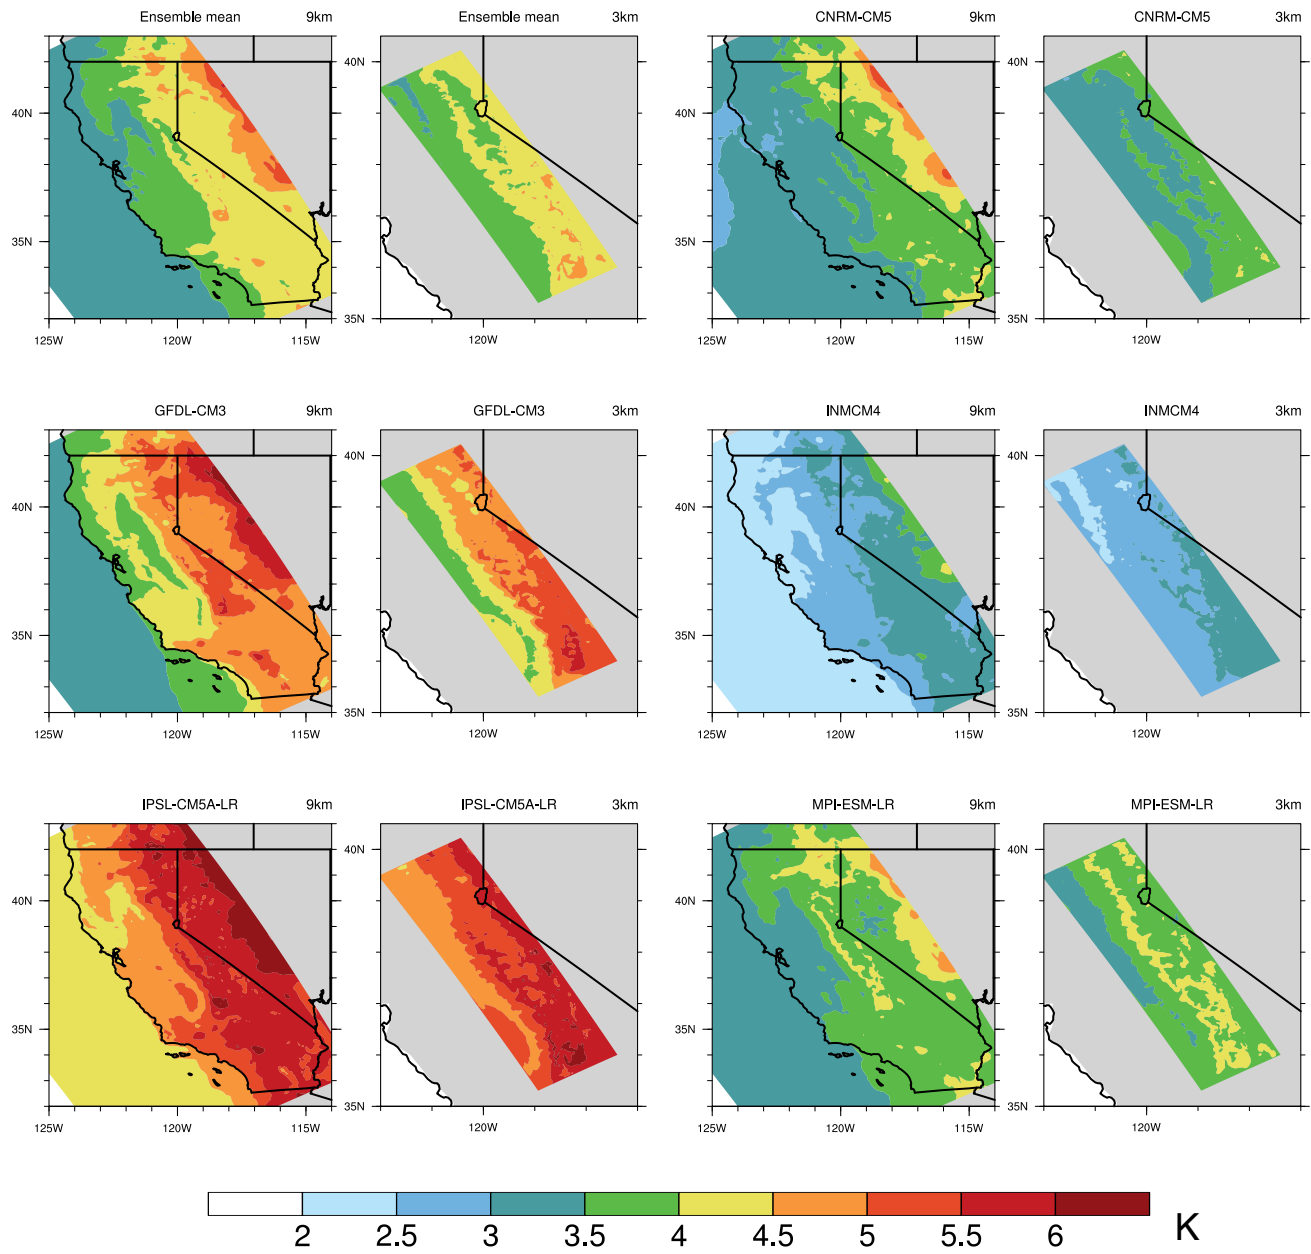 Ensemble mean 9km Ensemble mean 3km CNRM-CM5 9km CNRM-CM5 3km
40N 35N 125W 120W 115W
40N 35N 120W
40N 35N 125W 120W 115W
40N 35N 120W
GFDL-CM3 9km GFDL-CM3 3km INMCM4 9km INMCM4 3km
40N 35N 125W 120W 115W
40N 35N 120W
40N 35N 125W 120W 115W
40N 35N 120W
IPSL-CM5A-LR 9km IPSL-CM5A-LR 3km MPI-ESM-LR 9km MPI-ESM-LR 3km
40N 35N 125W 120W 115W
40N 35N 120W
40N 35N 125W 120W 115W
40N 35N 120W
2 2.5 3 3.5 4 4.5 5 5.5 6 K